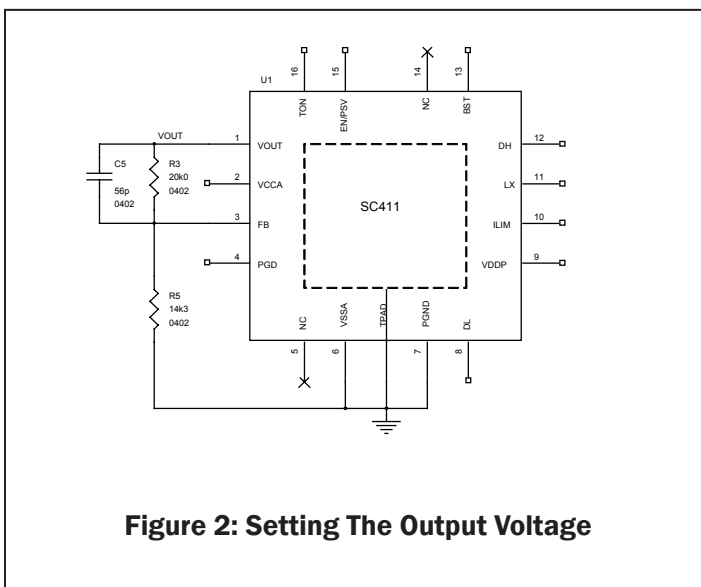 U1
16
15
14
13
TON
EN/PSV
NC
BST
VOUT
1
VOUT
DH
12
C5
56p
0402
R3
20k0
0402
2
VCCA
LX
11
SC411
3
FB
ILIM
10
4
PGD
VDDP
9
R5
14k3
0402
NC
VSSA
TPAD
PGND
DL
5
6
7
8
Figure 2: Setting The Output Voltage